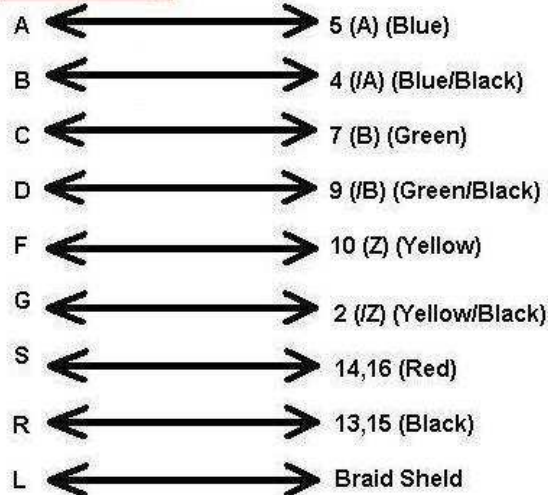 A 5 (A) (Blue)
B 4 (/A) (Blue/Black)
C 7 (B) (Green)
D 9 (/B) (Green/Black)
F 10 (Z) (Yellow)
G 2 (/Z) (Yellow/Black)
S 14,16 (Red)
R 13,15 (Black)
L Braid Sheld